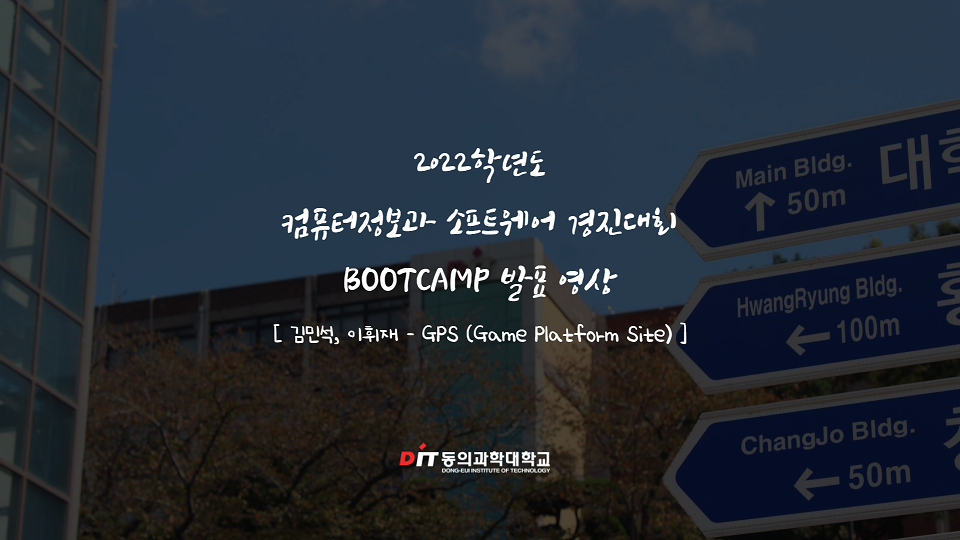 2022학년도
컴퓨터정보과 소프트웨어 경진대회
BOOTCAMP 발표 영상
[ 김민석, 이휘재 - GPS (Game Platform Site) ]
DIT 동의과학대학교
DONG-EUI INSTITUTE OF TECHNOLOGY
Main Bldg.
↑ 50m
대학
HwangRyung Bldg.
← 100m
ChangJo Bldg.
← 50m